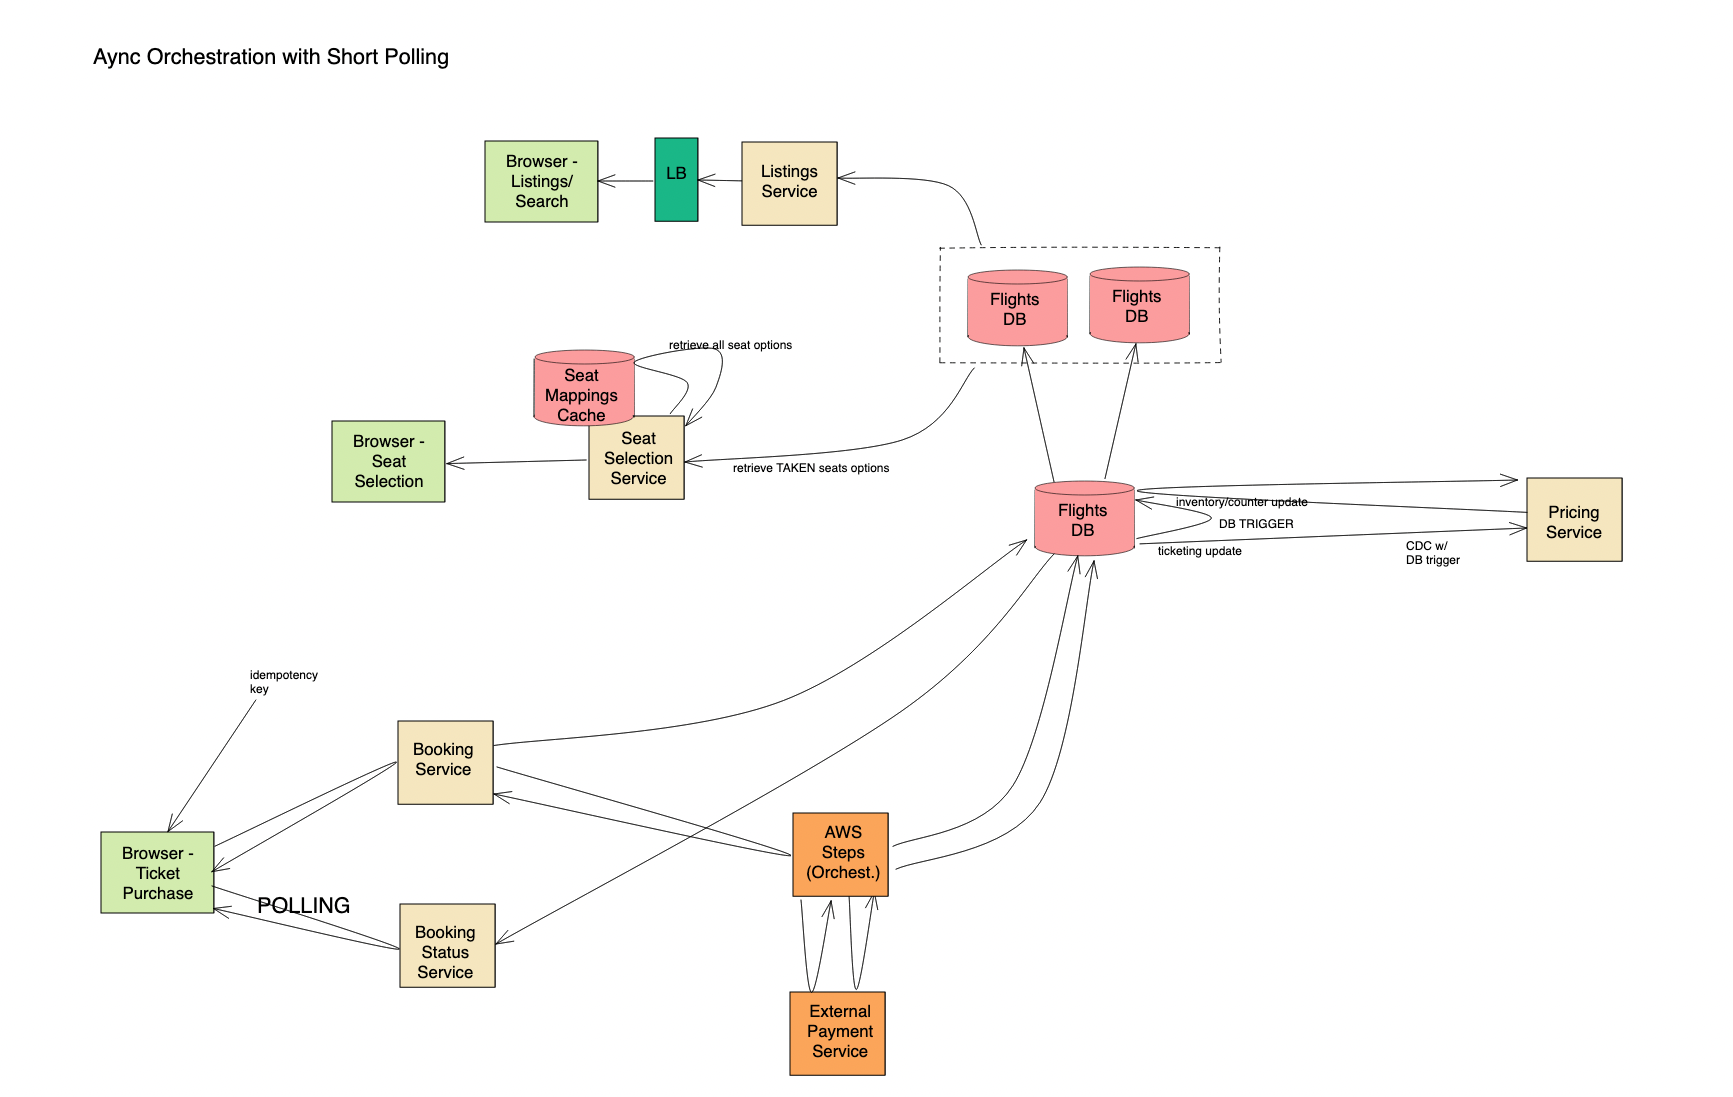 Aync Orchestration with Short Polling
Browser -
Listings/
Search
LB
Listings
Service
Flights
DB
Flights
DB
retrieve all seat options
Seat
Mappings
Cache
Browser -
Seat
Selection
Seat
Selection
Service
retrieve TAKEN seats options
Flights
DB
inventory/counter update
DB TRIGGER
ticketing update
CDC w/
DB trigger
Pricing
Service
idempotency
key
Booking
Service
Browser -
Ticket
Purchase
POLLING
Booking
Status
Service
AWS
Steps
(Orchest.)
External
Payment
Service